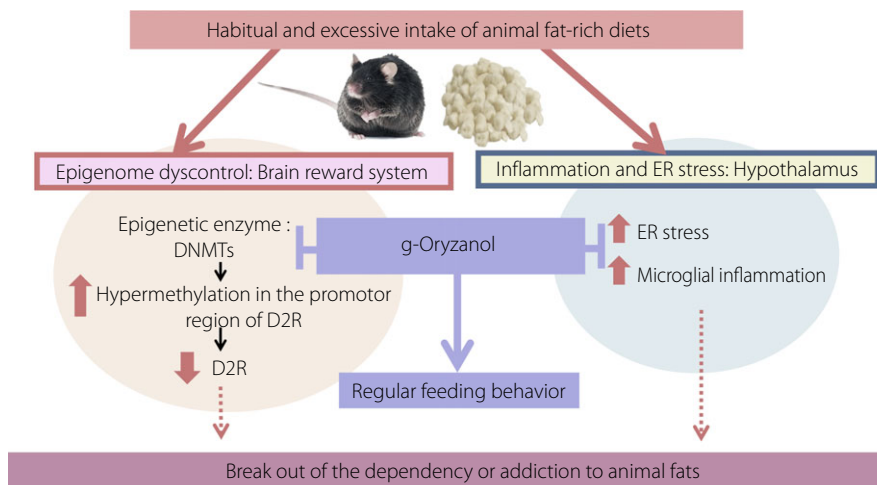 Habitual and excessive intake of animal fat-rich diets
Epigenome dyscontrol: Brain reward system
Inflammation and ER stress: Hypothalamus
Epigenetic enzyme :
DNMTs
Hypermethylation in the promotor
region of D2R
D2R
g-Oryzanol
ER stress
Microglial inflammation
Regular feeding behavior
Break out of the dependency or addiction to animal fats